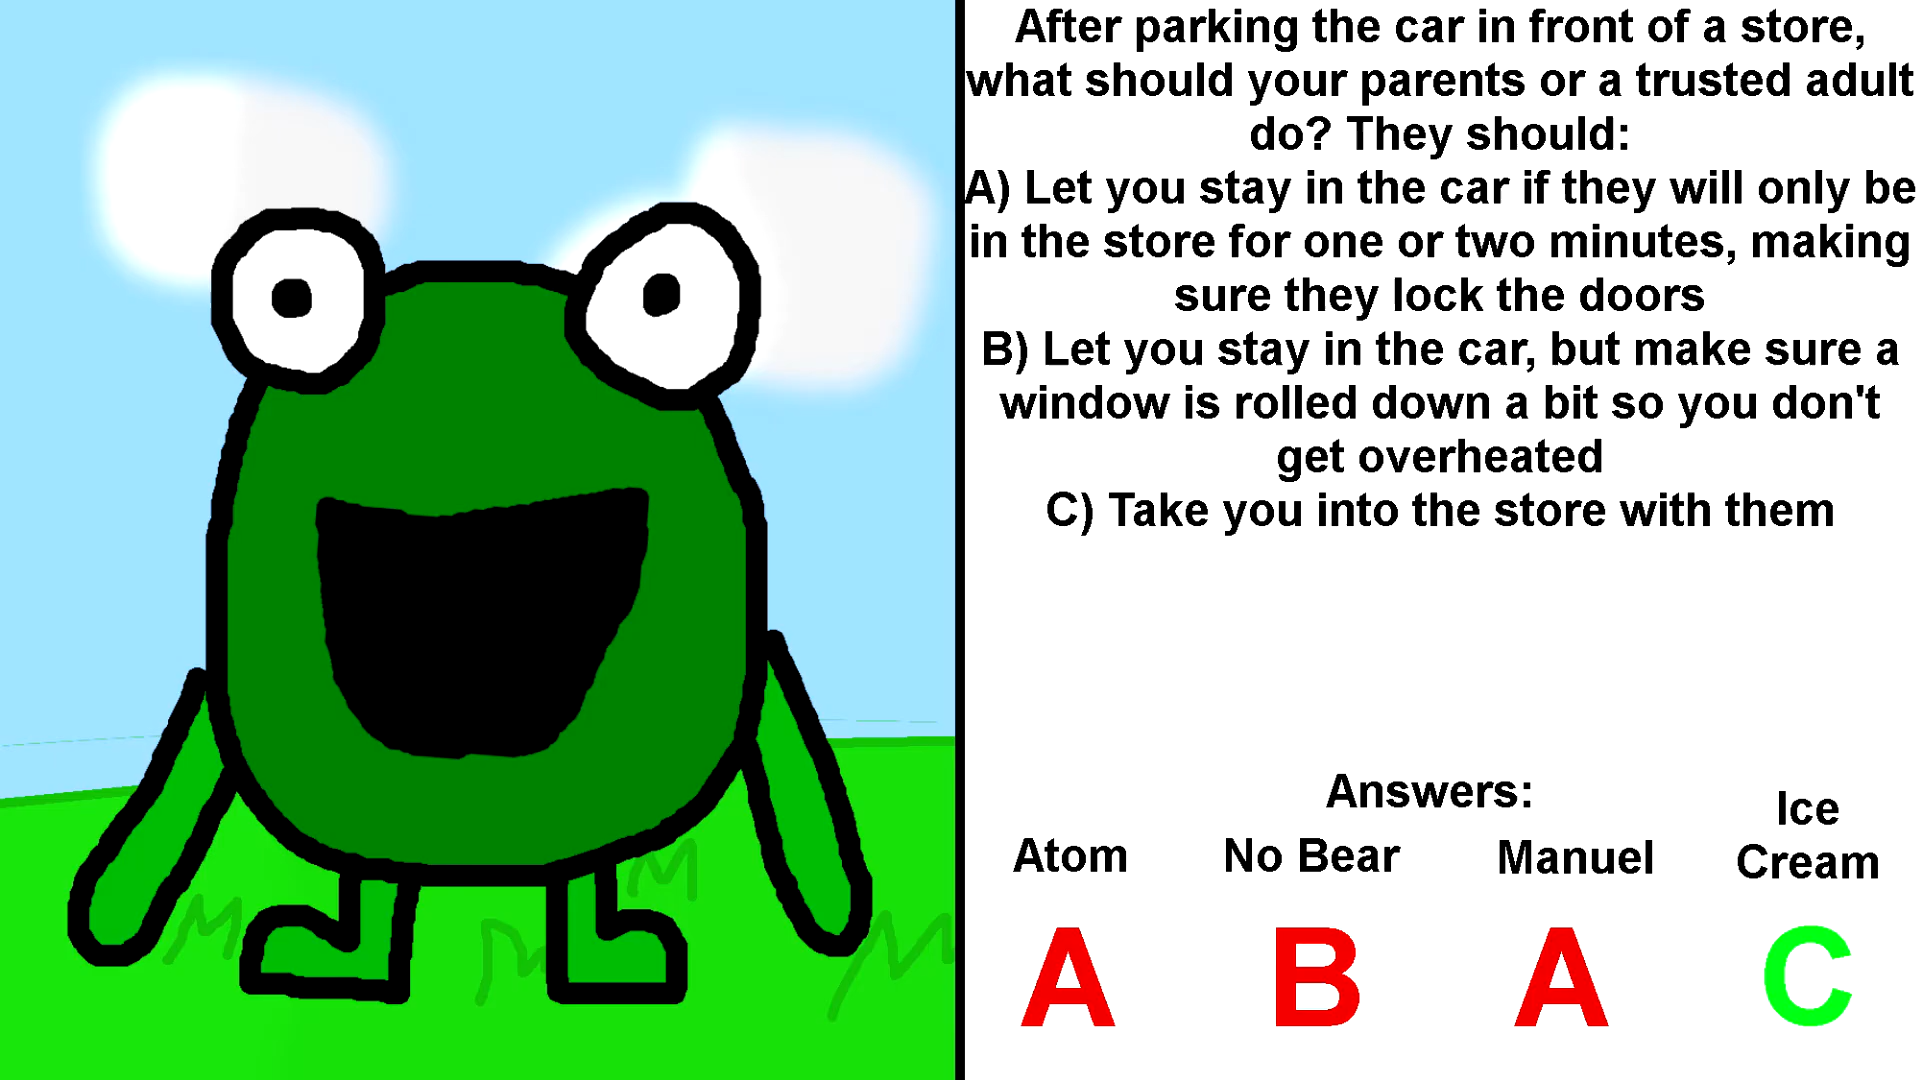 After parking the car in front of a store,
what should your parents or a trusted adult
do? They should:
A) Let you stay in the car if they will only be
in the store for one or two minutes, making
sure they lock the doors
B) Let you stay in the car, but make sure a
window is rolled down a bit so you don't
get overheated
C) Take you into the store with them
Answers:
Atom No Bear Manuel Ice Cream
A B A C